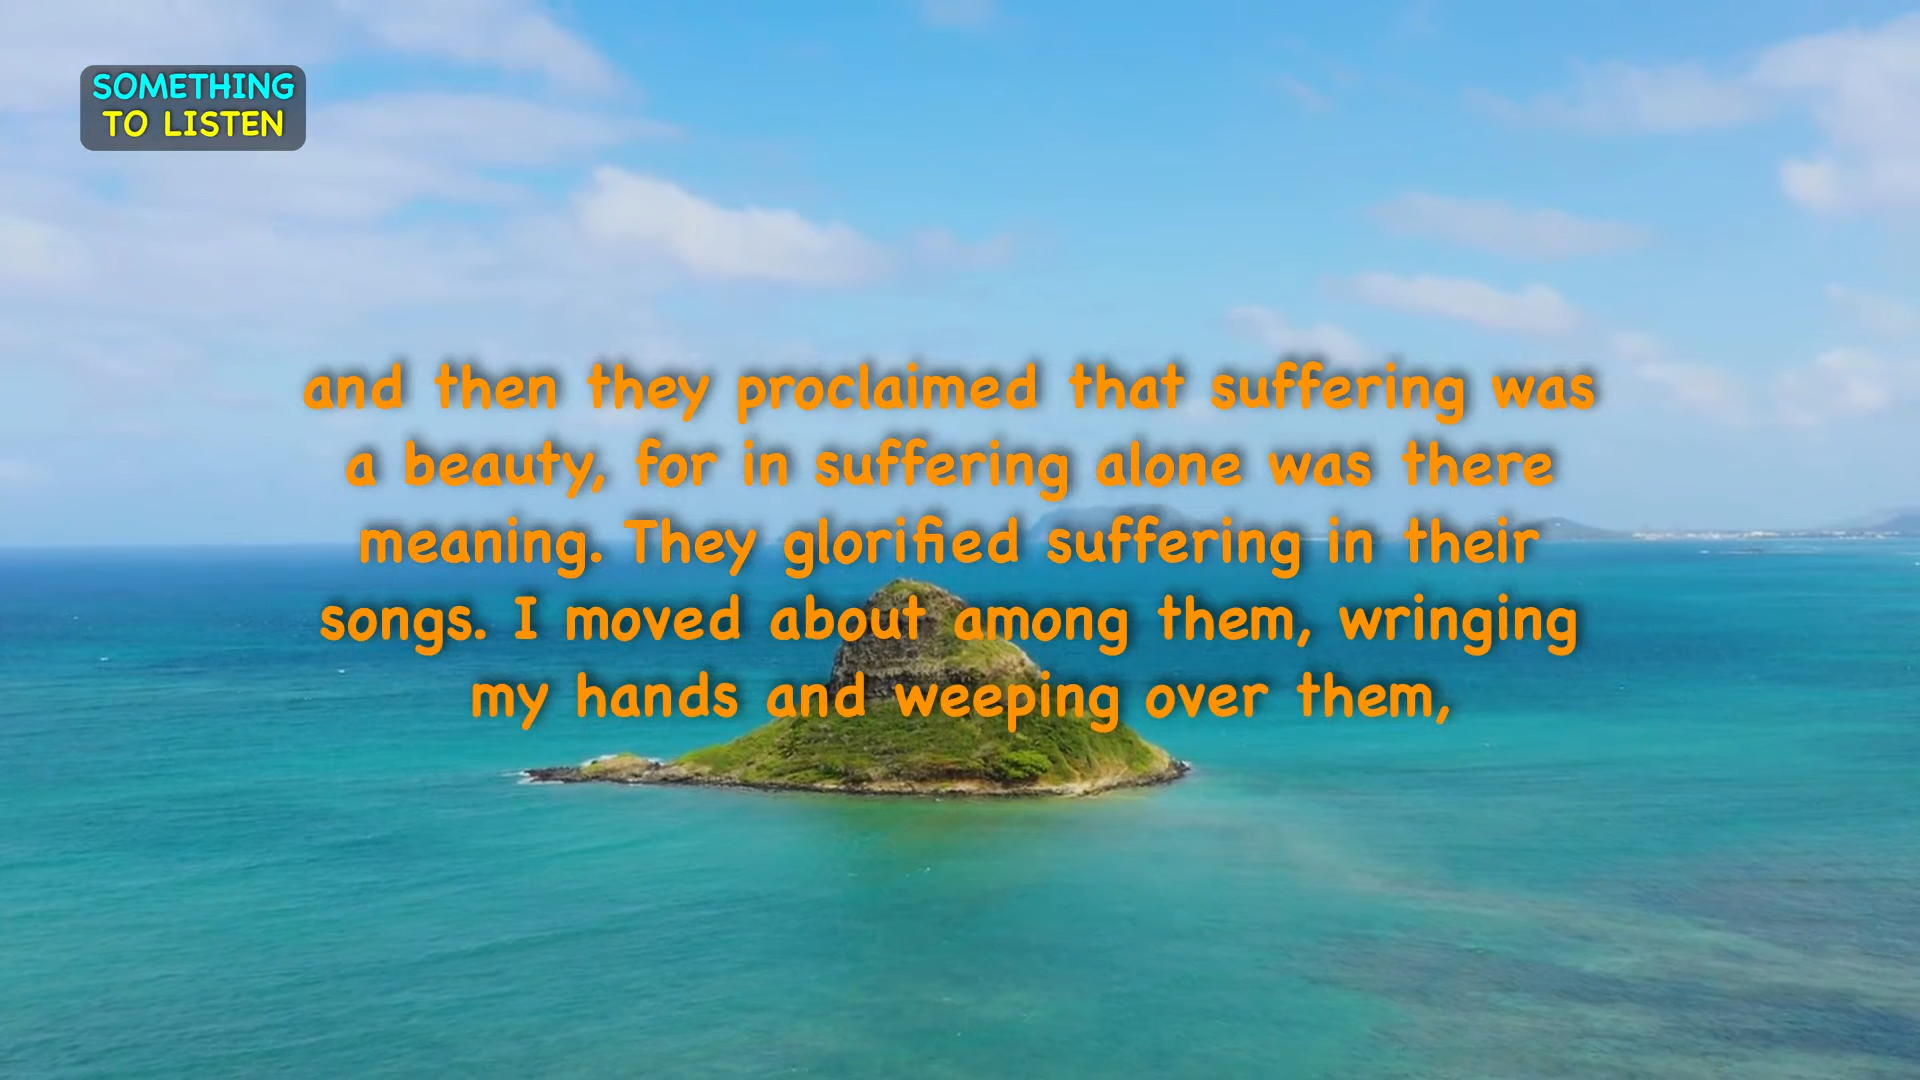 SOMETHING
TO LISTEN
and then they proclaimed that suffering was
a beauty, for in suffering alone was there
meaning. They glorified suffering in their
songs. I moved about among them, wringing
my hands and weeping over them,